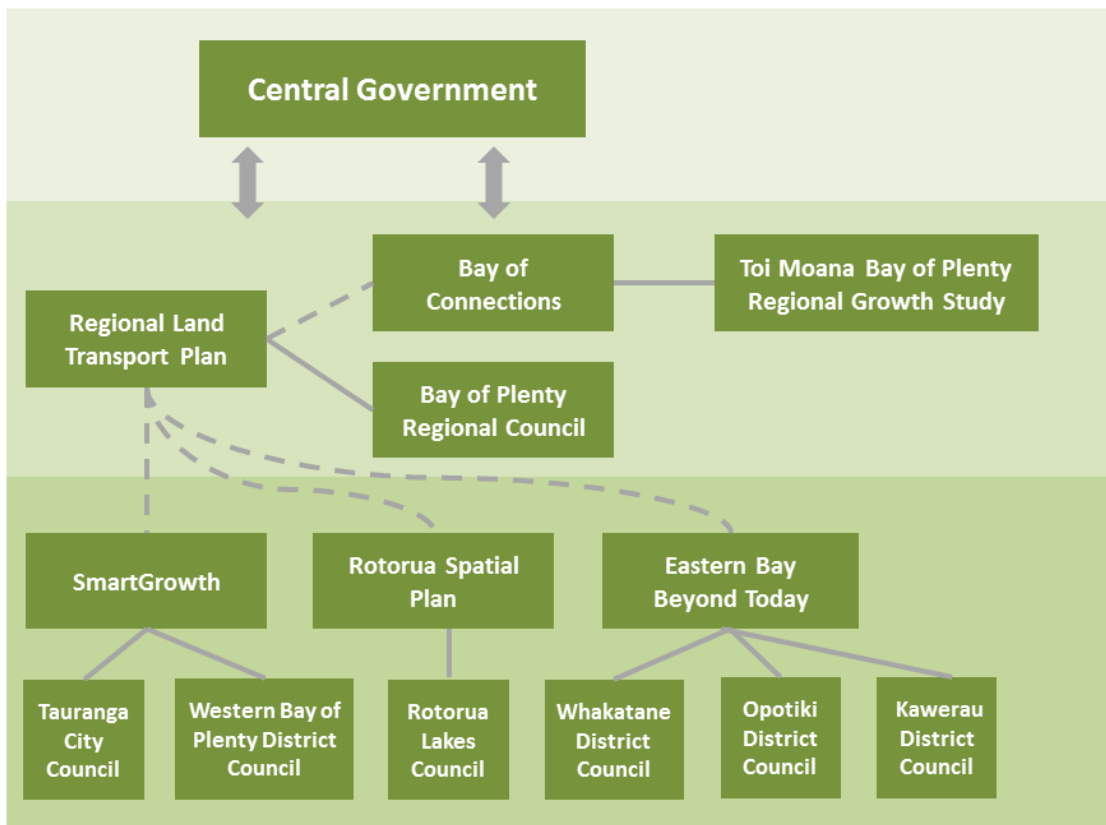 Central Government
Bay of
Connections
Toi Moana Bay of Plenty
Regional Growth Study
Regional Land
Transport Plan
Bay of Plenty
Regional Council
SmartGrowth
Rotorua Spatial
Plan
Eastern Bay
Beyond Today
Tauranga
City
Council
Western Bay of
Plenty District
Council
Rotorua
Lakes
Council
Whakatane
District
Council
Opotiki
District
Council
Kawerau
District
Council